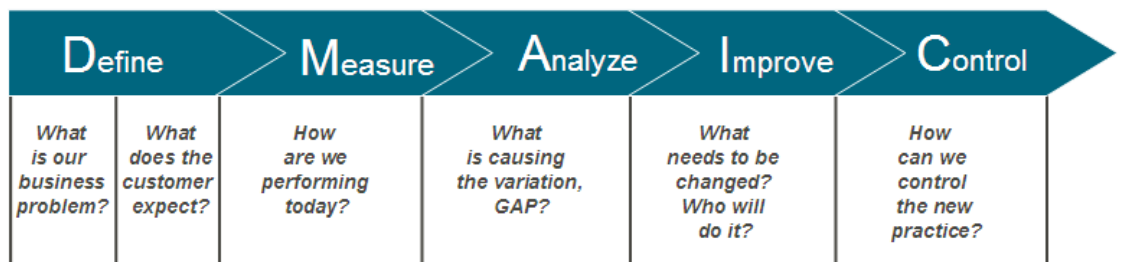 Define Measure Analyze Improve Control
What
is our
business
problem?
What
does the
customer
expect?
How
are we
performing
today?
What
is causing
the variation,
GAP?
What
needs to be
changed?
Who will
do it?
How
can we
control
the new
practice?